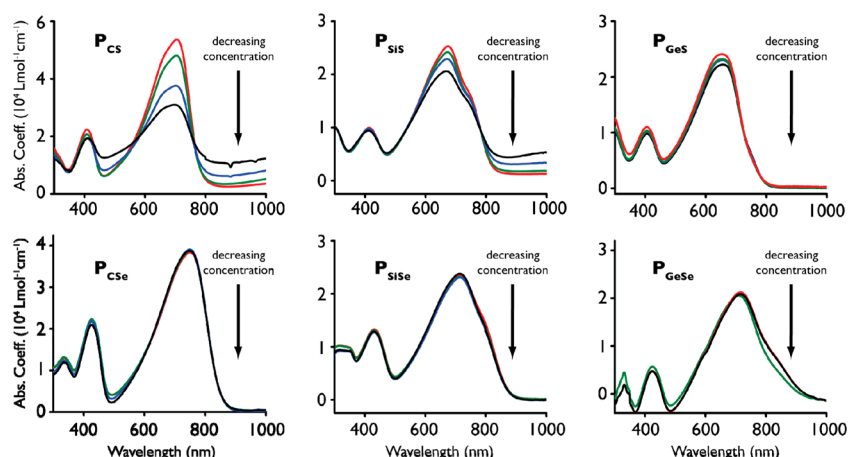 P_CS
decreasing
concentration
Abs. Coeff. (10⁴ Lmol⁻¹cm⁻¹)
6
4
2
0
400 600 800 1000
P_SiS
decreasing
concentration
3
2
1
0
400 600 800 1000
P_GeS
decreasing
concentration
3
2
1
0
400 600 800 1000
P_CSe
decreasing
concentration
Abs. Coeff. (10⁴ Lmol⁻¹cm⁻¹)
4
3
2
1
0
400 600 800 1000
Wavelength (nm)
P_SiSe
decreasing
concentration
3
2
1
0
400 600 800 1000
Wavelength (nm)
P_GeSe
decreasing
concentration
3
2
1
0
400 600 800 1000
Wavelength (nm)